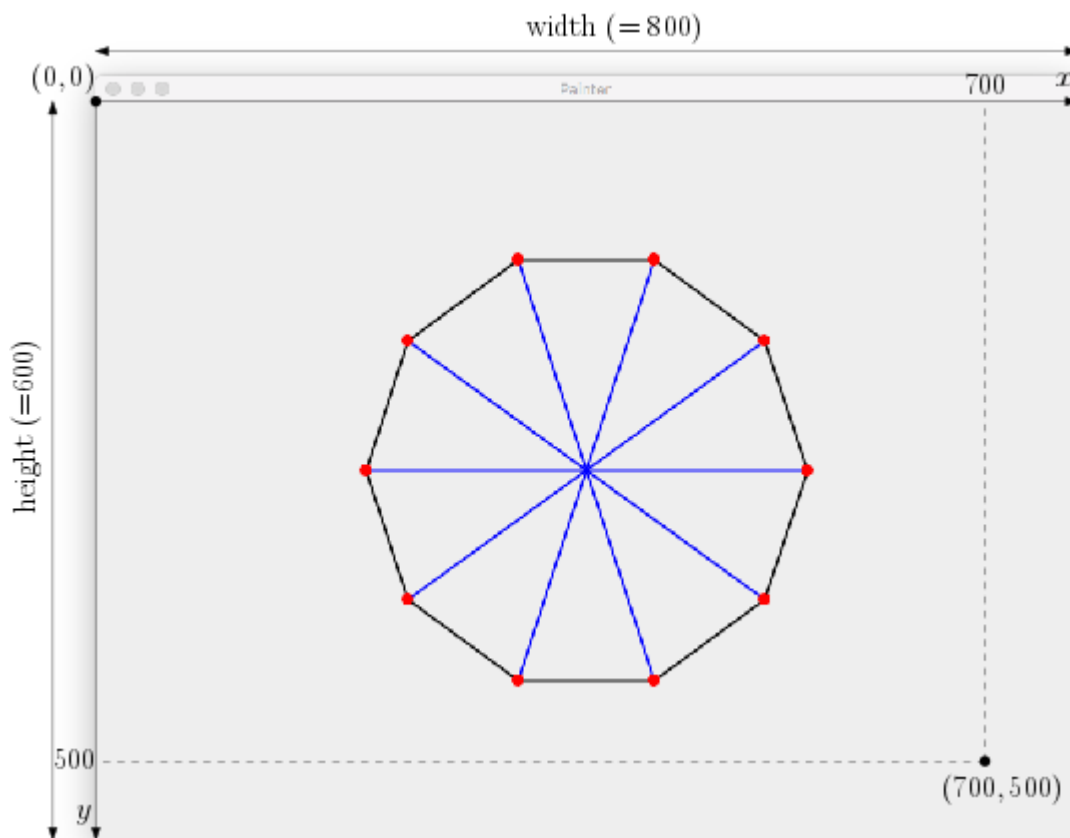 width (=800)
(0,0)
Painter
700
x
height (=600)
500
y
(700,500)